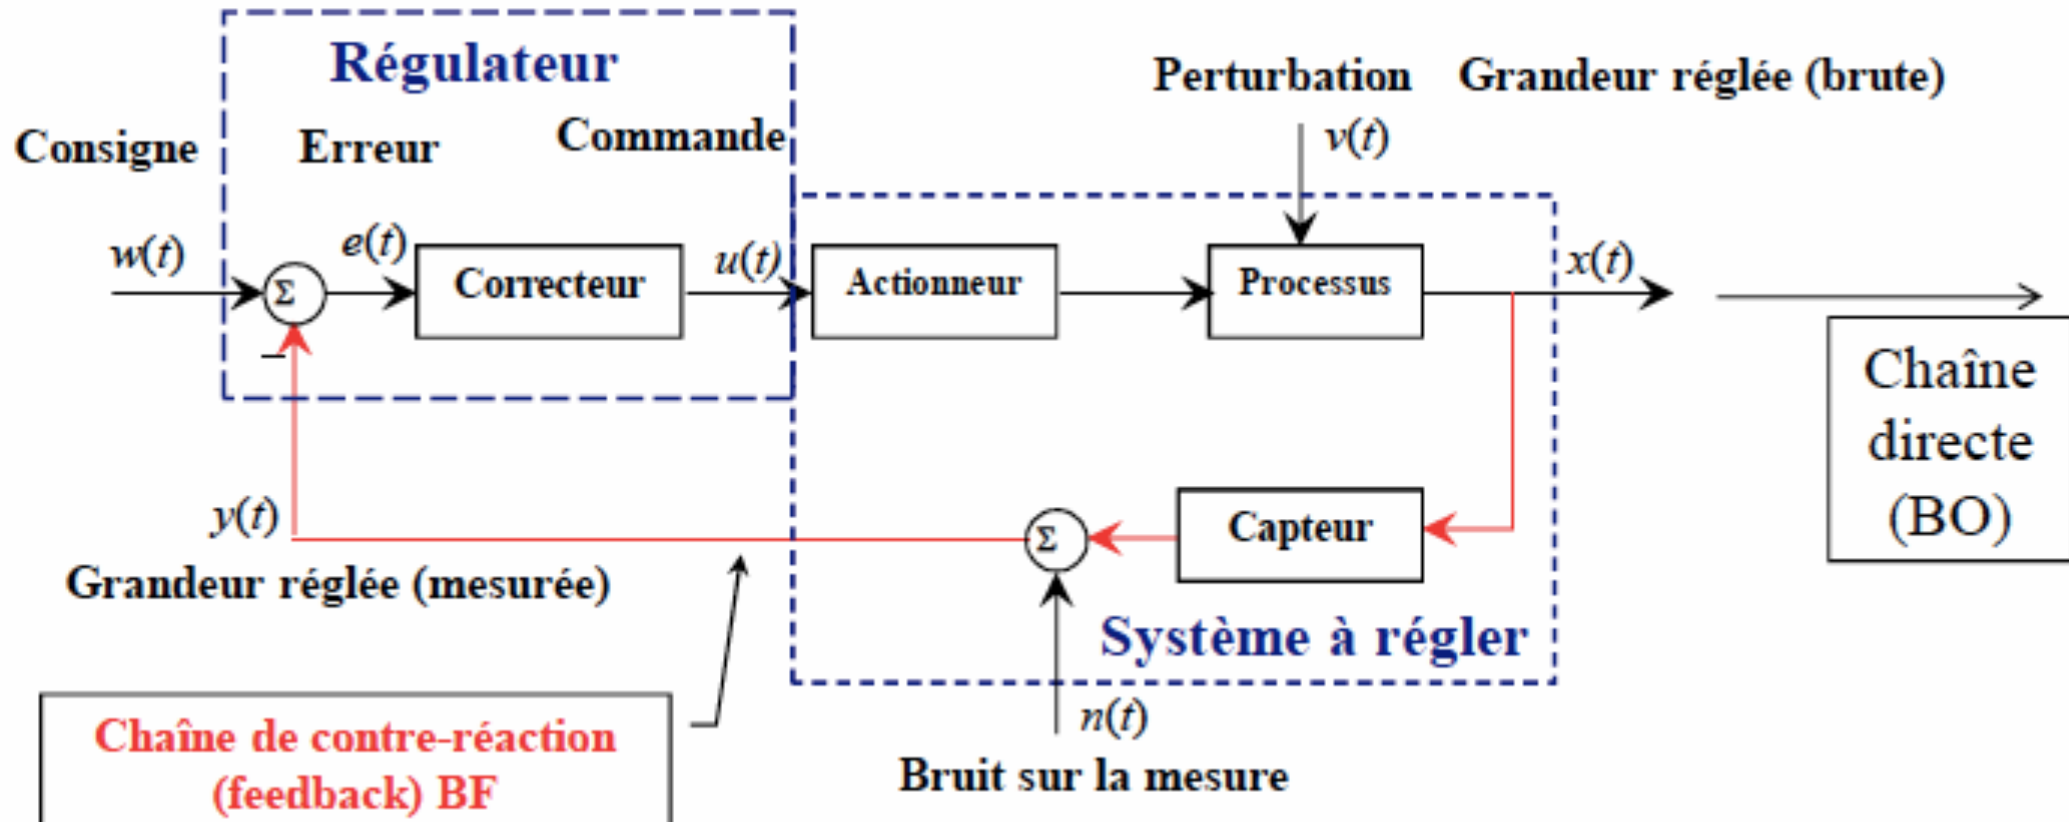 Régulateur
Perturbation
Grandeur réglée (brute)
Consigne
Erreur
Commande
v(t)
w(t)
e(t)
u(t)
x(t)
Σ
Correcteur
Actionneur
Processus
–
Chaîne
directe
(BO)
y(t)
Σ
Capteur
Grandeur réglée (mesurée)
Système à régler
n(t)
Chaîne de contre-réaction
(feedback) BF
Bruit sur la mesure